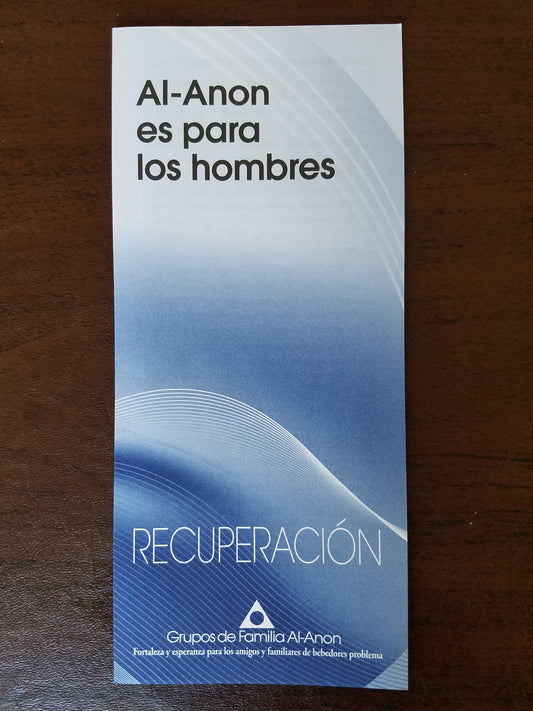 Al-Anon
es para
los hombres
RECUPERACIÓN
Grupos de Familia Al-Anon
Fortaleza y esperanza para los amigos y familiares de bebedores problema